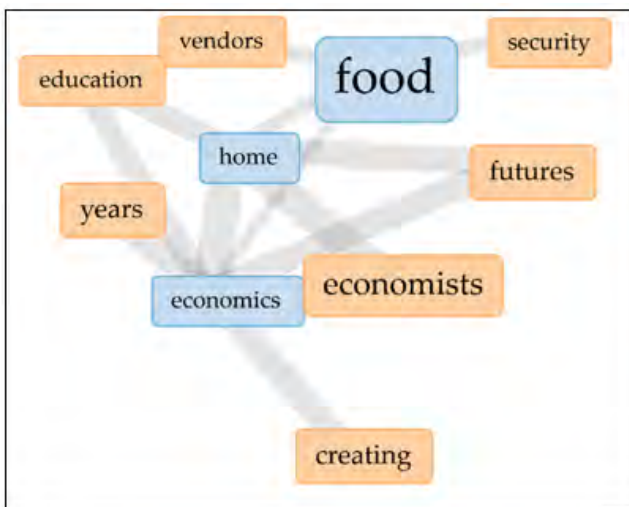 vendors
security
food
education
home
futures
years
economists
economics
creating